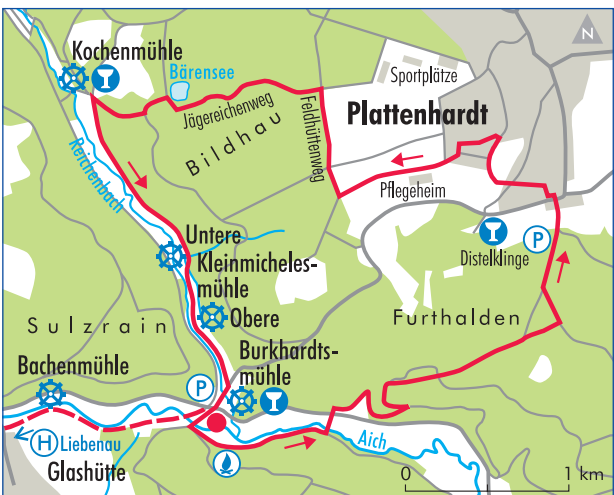 N
Kochenmühle
Bärensee
Sportplätze
Jägereichenweg
Feldhüttenweg
Plattenhardt
Bildhau
Reichenbach
Pflegeheim
Untere
Kleinmicheles-
mühle
Obere
P
Distelklinge
Sulzrain
Furthalden
Bachenmühle
Burkhardts-
mühle
P
H Liebenau
Glashütte
Aich
0 1 km